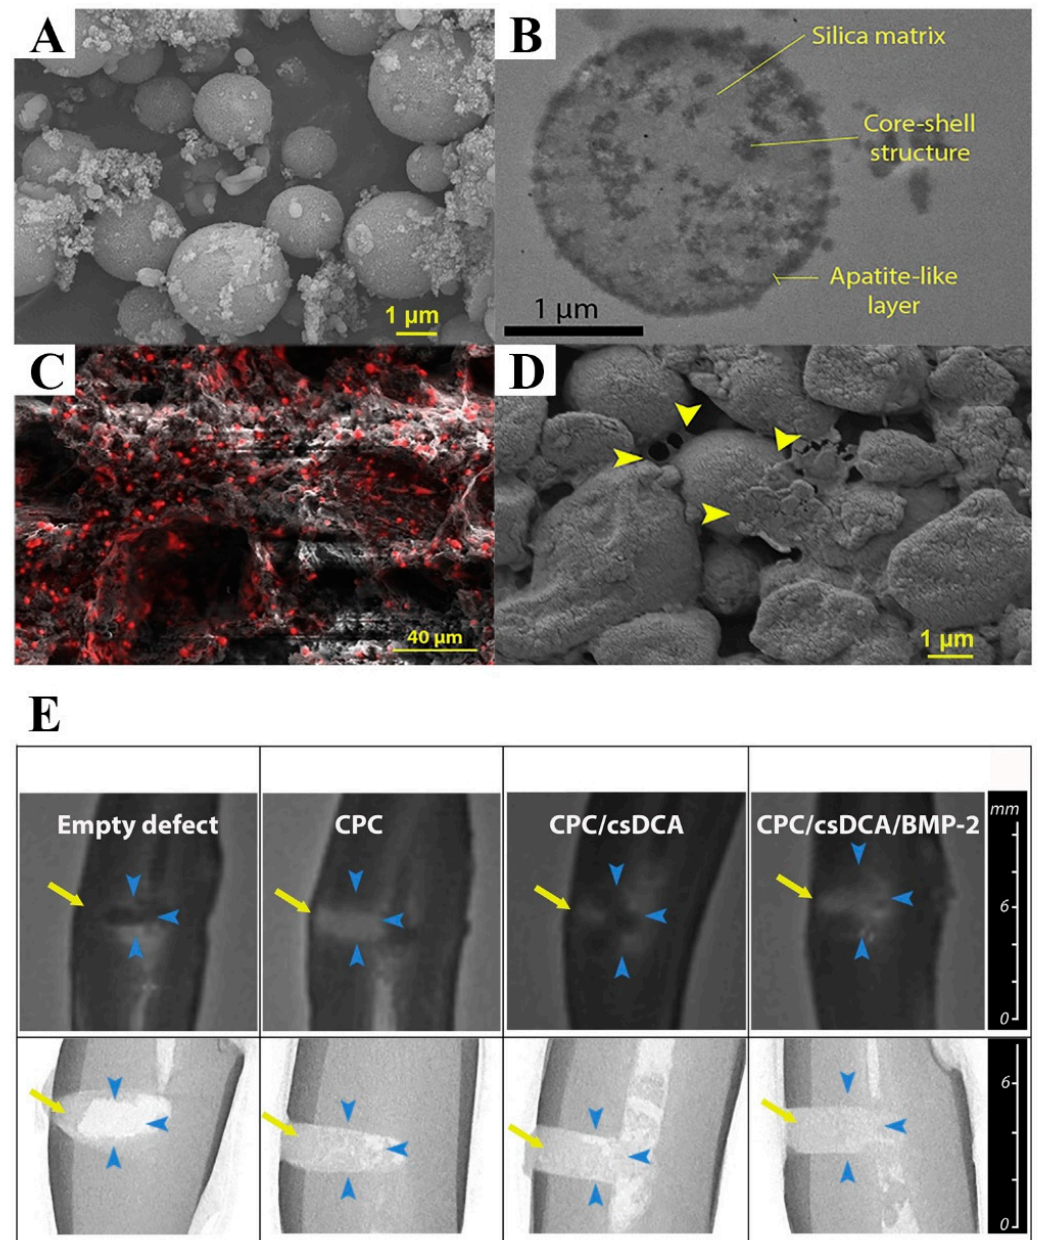 A
B
Silica matrix
Core-shell
structure
Apatite-like
layer
1 µm
1 µm
C
D
40 µm
1 µm
E
Empty defect
CPC
CPC/csDCA
CPC/csDCA/BMP-2
mm
6
0
6
0